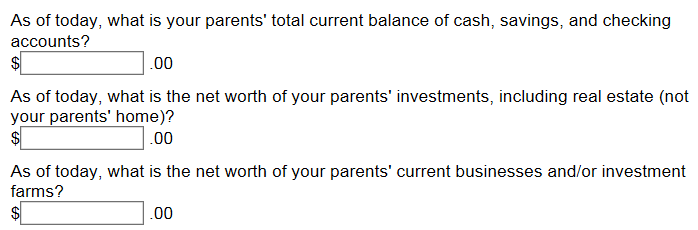 As of today, what is your parents' total current balance of cash, savings, and checking
accounts?
$ .00
As of today, what is the net worth of your parents' investments, including real estate (not
your parents' home)?
$ .00
As of today, what is the net worth of your parents' current businesses and/or investment
farms?
$ .00